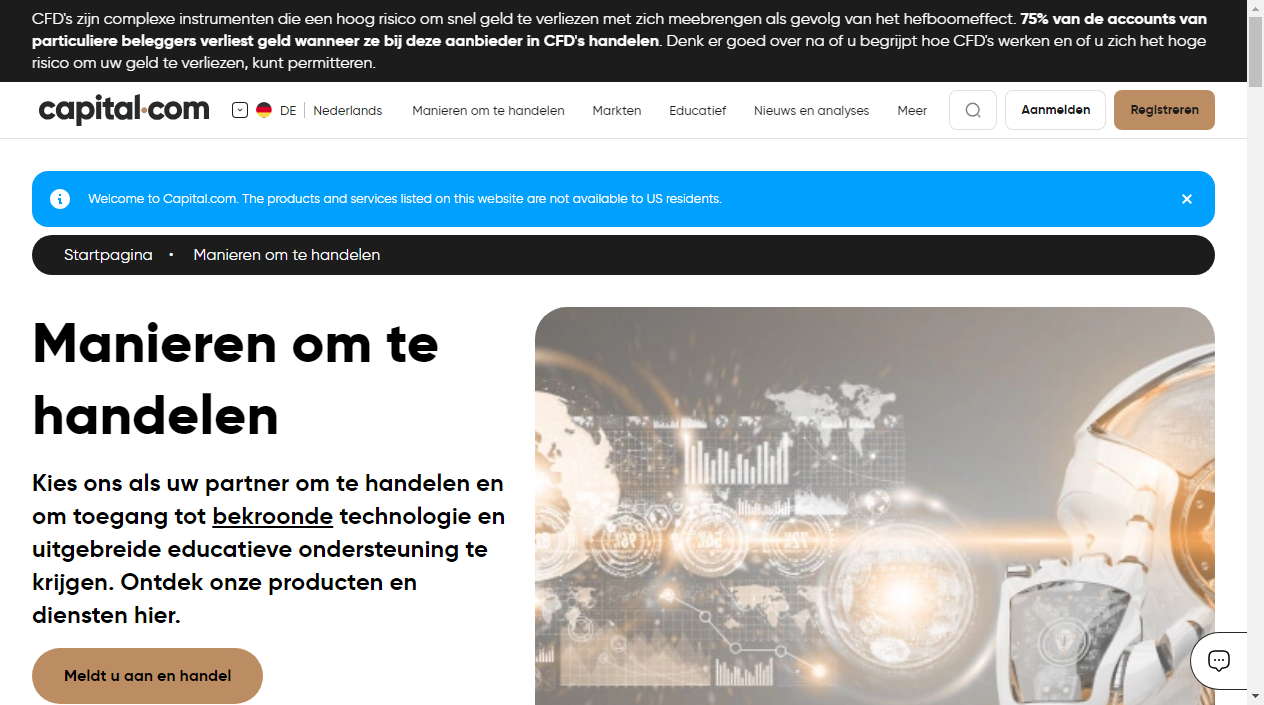 CFD's zijn complexe instrumenten die een hoog risico om snel geld te verliezen met zich meebrengen als gevolg van het hefboomeffect. 75% van de accounts van
particuliere beleggers verliest geld wanneer ze bij deze aanbieder in CFD's handelen. Denk er goed over na of u begrijpt hoe CFD's werken en of u zich het hoge
risico om uw geld te verliezen, kunt permitteren.
capital.com DE Nederlands Manieren om te handelen Markten Educatief Nieuws en analyses Meer Aanmelden Registreren
Welcome to Capital.com. The products and services listed on this website are not available to US residents.
Startpagina • Manieren om te handelen
Manieren om te
handelen
Kies ons als uw partner om te handelen en
om toegang tot bekroonde technologie en
uitgebreide educatieve ondersteuning te
krijgen. Ontdek onze producten en
diensten hier.
Meldt u aan en handel